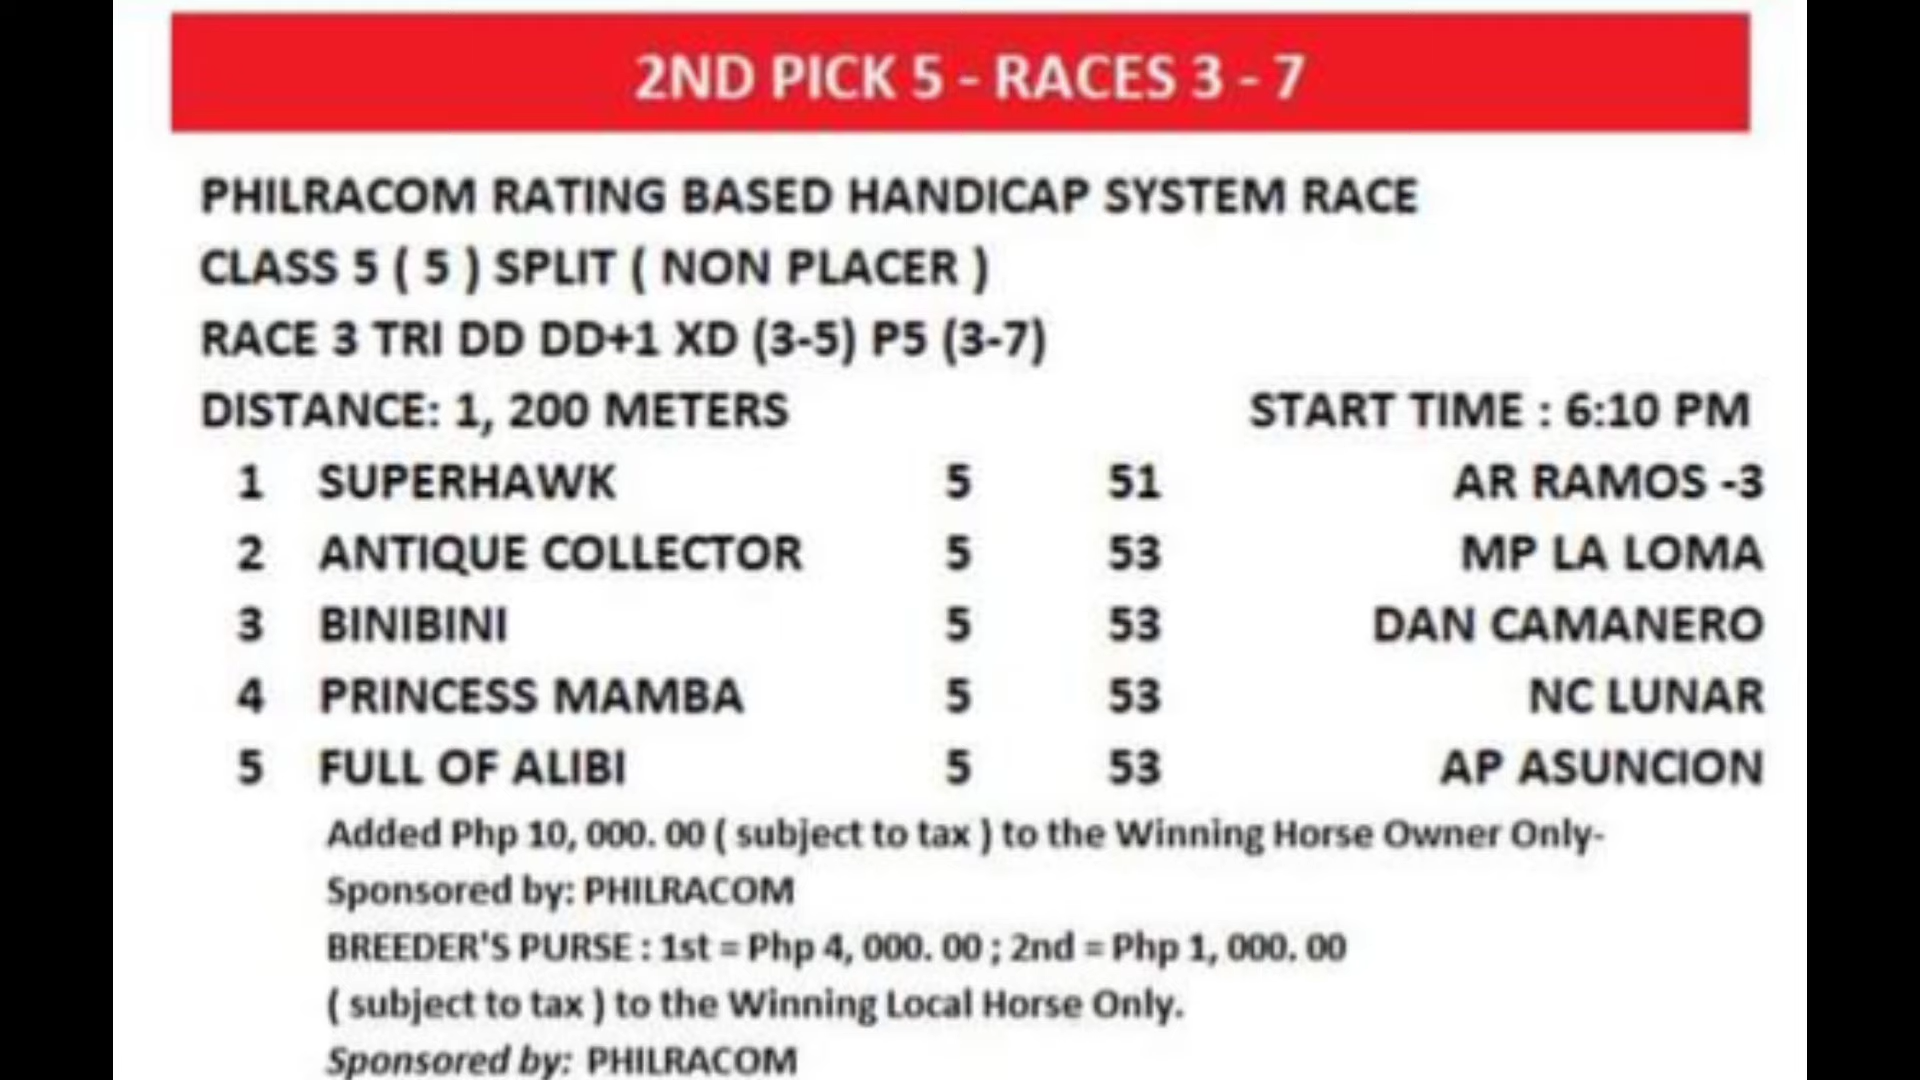 2ND PICK 5 - RACES 3 - 7
PHILRACOM RATING BASED HANDICAP SYSTEM RACE
CLASS 5 ( 5 ) SPLIT ( NON PLACER )
RACE 3 TRI DD DD+1 XD (3-5) P5 (3-7)
DISTANCE: 1, 200 METERS START TIME : 6:10 PM
1 SUPERHAWK 5 51 AR RAMOS -3
2 ANTIQUE COLLECTOR 5 53 MP LA LOMA
3 BINIBINI 5 53 DAN CAMANERO
4 PRINCESS MAMBA 5 53 NC LUNAR
5 FULL OF ALIBI 5 53 AP ASUNCION
Added Php 10, 000. 00 ( subject to tax ) to the Winning Horse Owner Only-
Sponsored by: PHILRACOM
BREEDER'S PURSE : 1st = Php 4, 000. 00 ; 2nd = Php 1, 000. 00
( subject to tax ) to the Winning Local Horse Only.
Sponsored by: PHILRACOM